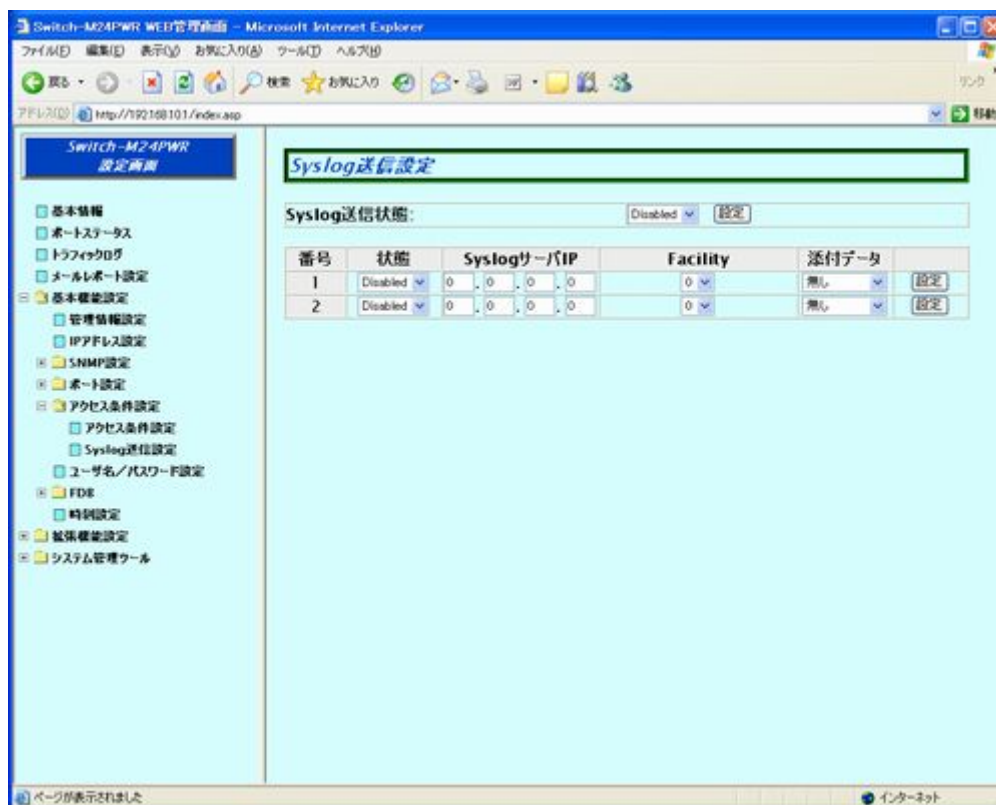 Switch-M24PWR WEB管理画面 - Microsoft Internet Explorer
ファイル(F) 編集(E) 表示(V) お気に入り(A) ツール(T) ヘルプ(H)
戻る 検索 お気に入り リンク
アドレス(D) http://192.168.10.1/index.asp 移動
Switch-M24PWR
設定画面
基本情報
ポートステータス
トラフィックログ
メールレポート設定
基本機能設定
管理情報設定
IPアドレス設定
SNMP設定
ポート設定
アクセス条件設定
アクセス条件設定
Syslog送信設定
ユーザ名/パスワード設定
FDB
時刻設定
拡張機能設定
システム管理ツール
Syslog送信設定
Syslog送信状態: Disabled 設定
番号 状態 SyslogサーバIP Facility 添付データ
1 Disabled 0 . 0 . 0 . 0 0 無し 設定
2 Disabled 0 . 0 . 0 . 0 0 無し 設定
ページが表示されました インターネット